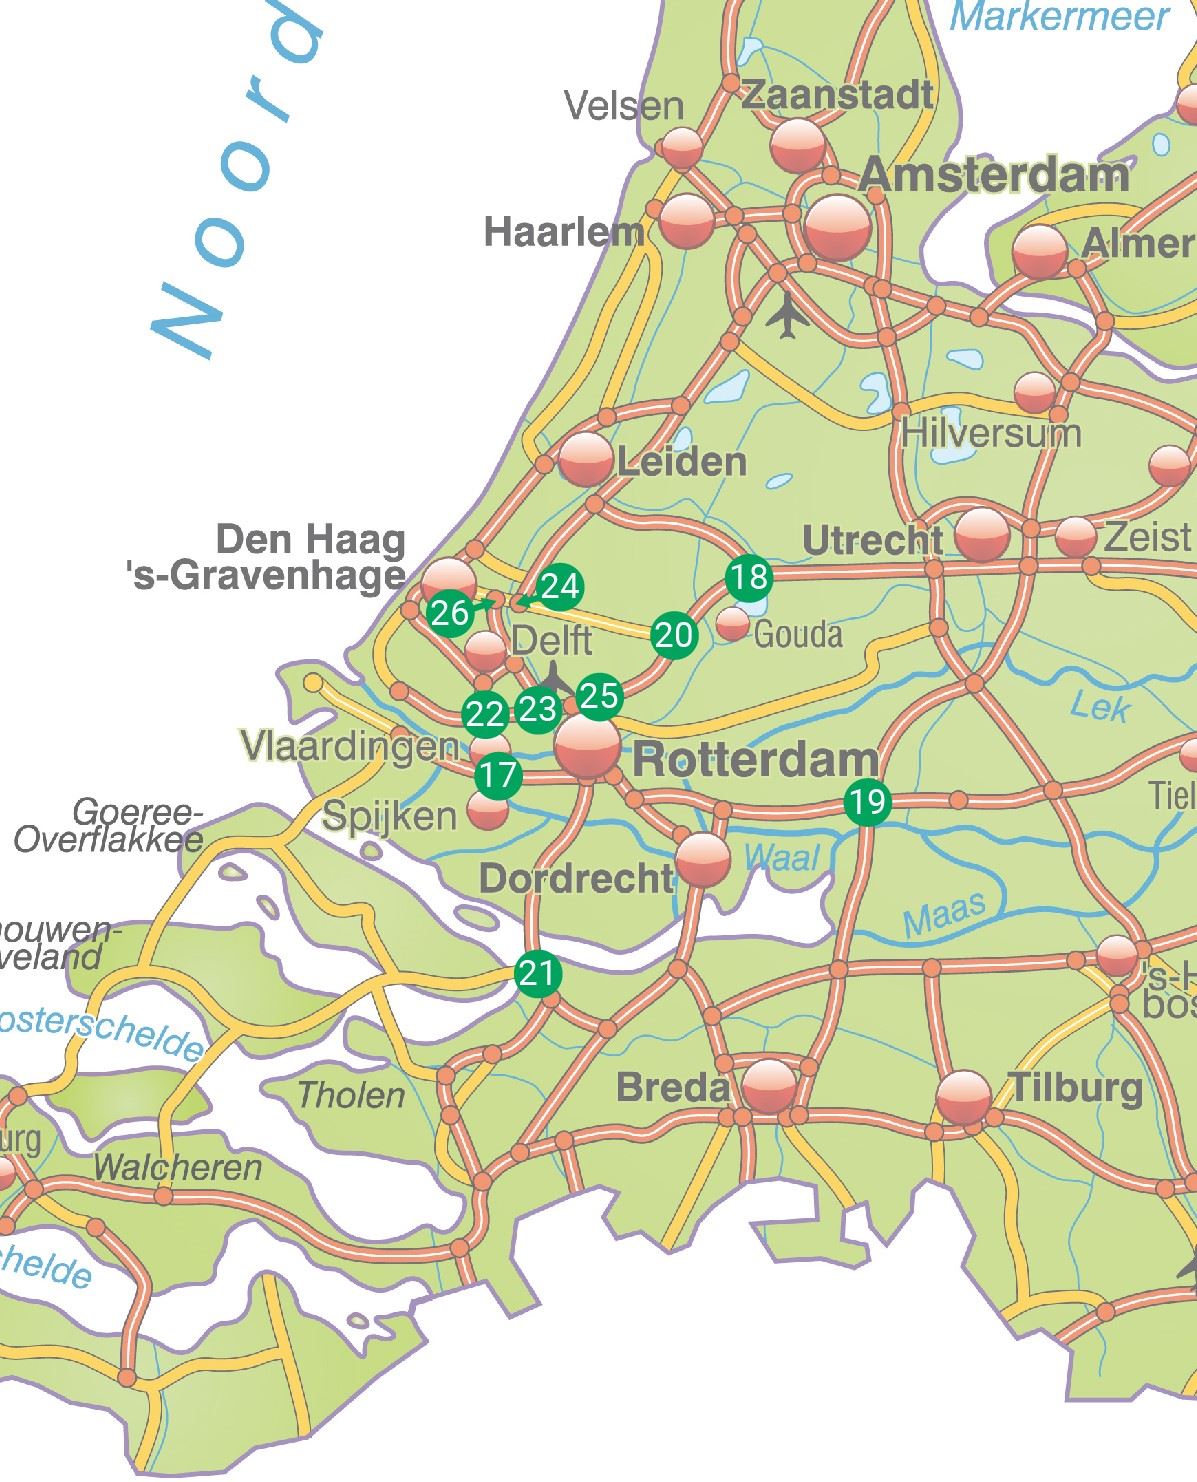 Markermeer
Noord
Velsen
Zaanstadt
Amsterdam
Haarlem
Almer
Hilversum
Leiden
Den Haag
's-Gravenhage
Utrecht
Zeist
18
24
26
20
Gouda
Delft
25
22
23
Lek
Vlaardingen
17
Rotterdam
19
Tiel
Spijken
Goeree-
Overflakkee
Waal
Dordrecht
Maas
ouwen-
veland
21
's-H
bos
osterschelde
Tholen
Breda
Tilburg
urg
Walcheren
helde